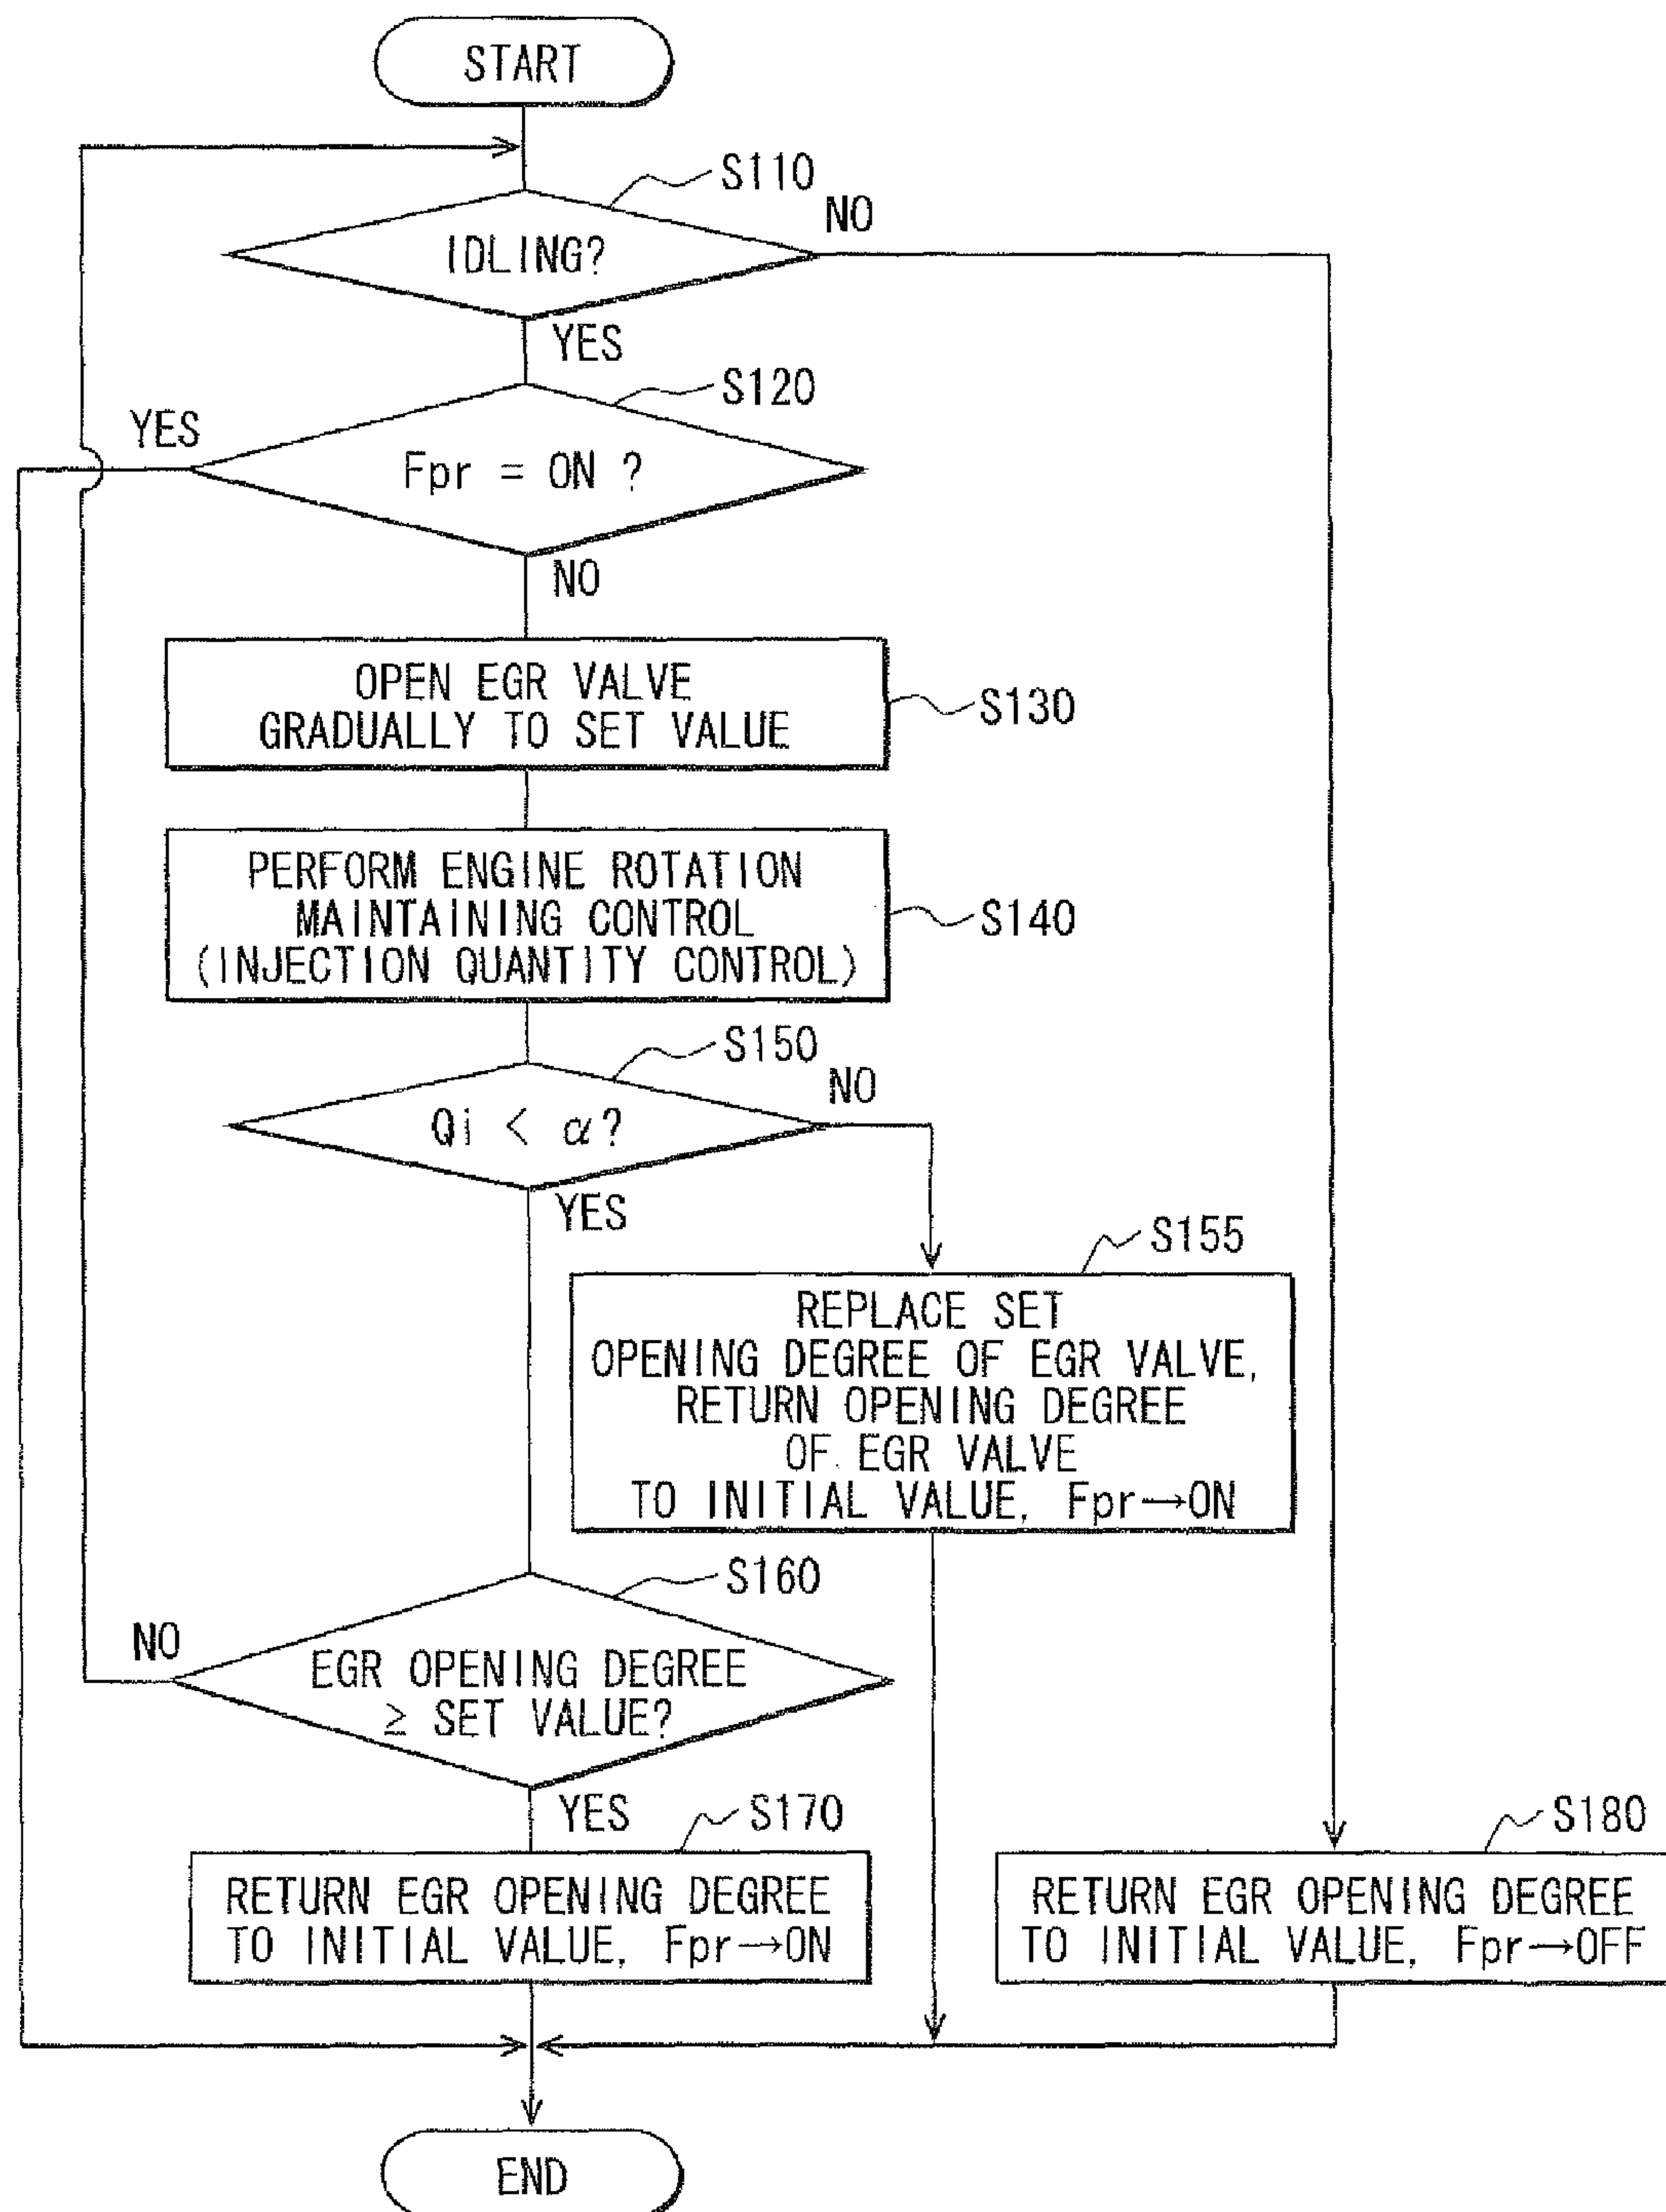 START
S110
NO
IDLING?
YES
S120
YES
Fpr = ON ?
NO
OPEN EGR VALVE
GRADUALLY TO SET VALUE
S130
PERFORM ENGINE ROTATION
MAINTAINING CONTROL
(INJECTION QUANTITY CONTROL)
S140
S150
NO
Qi < α?
YES
S155
REPLACE SET
OPENING DEGREE OF EGR VALVE,
RETURN OPENING DEGREE
OF EGR VALVE
TO INITIAL VALUE, Fpr→ON
S160
NO
EGR OPENING DEGREE
≥ SET VALUE?
YES
S170
S180
RETURN EGR OPENING DEGREE
TO INITIAL VALUE, Fpr→ON
RETURN EGR OPENING DEGREE
TO INITIAL VALUE, Fpr→OFF
END